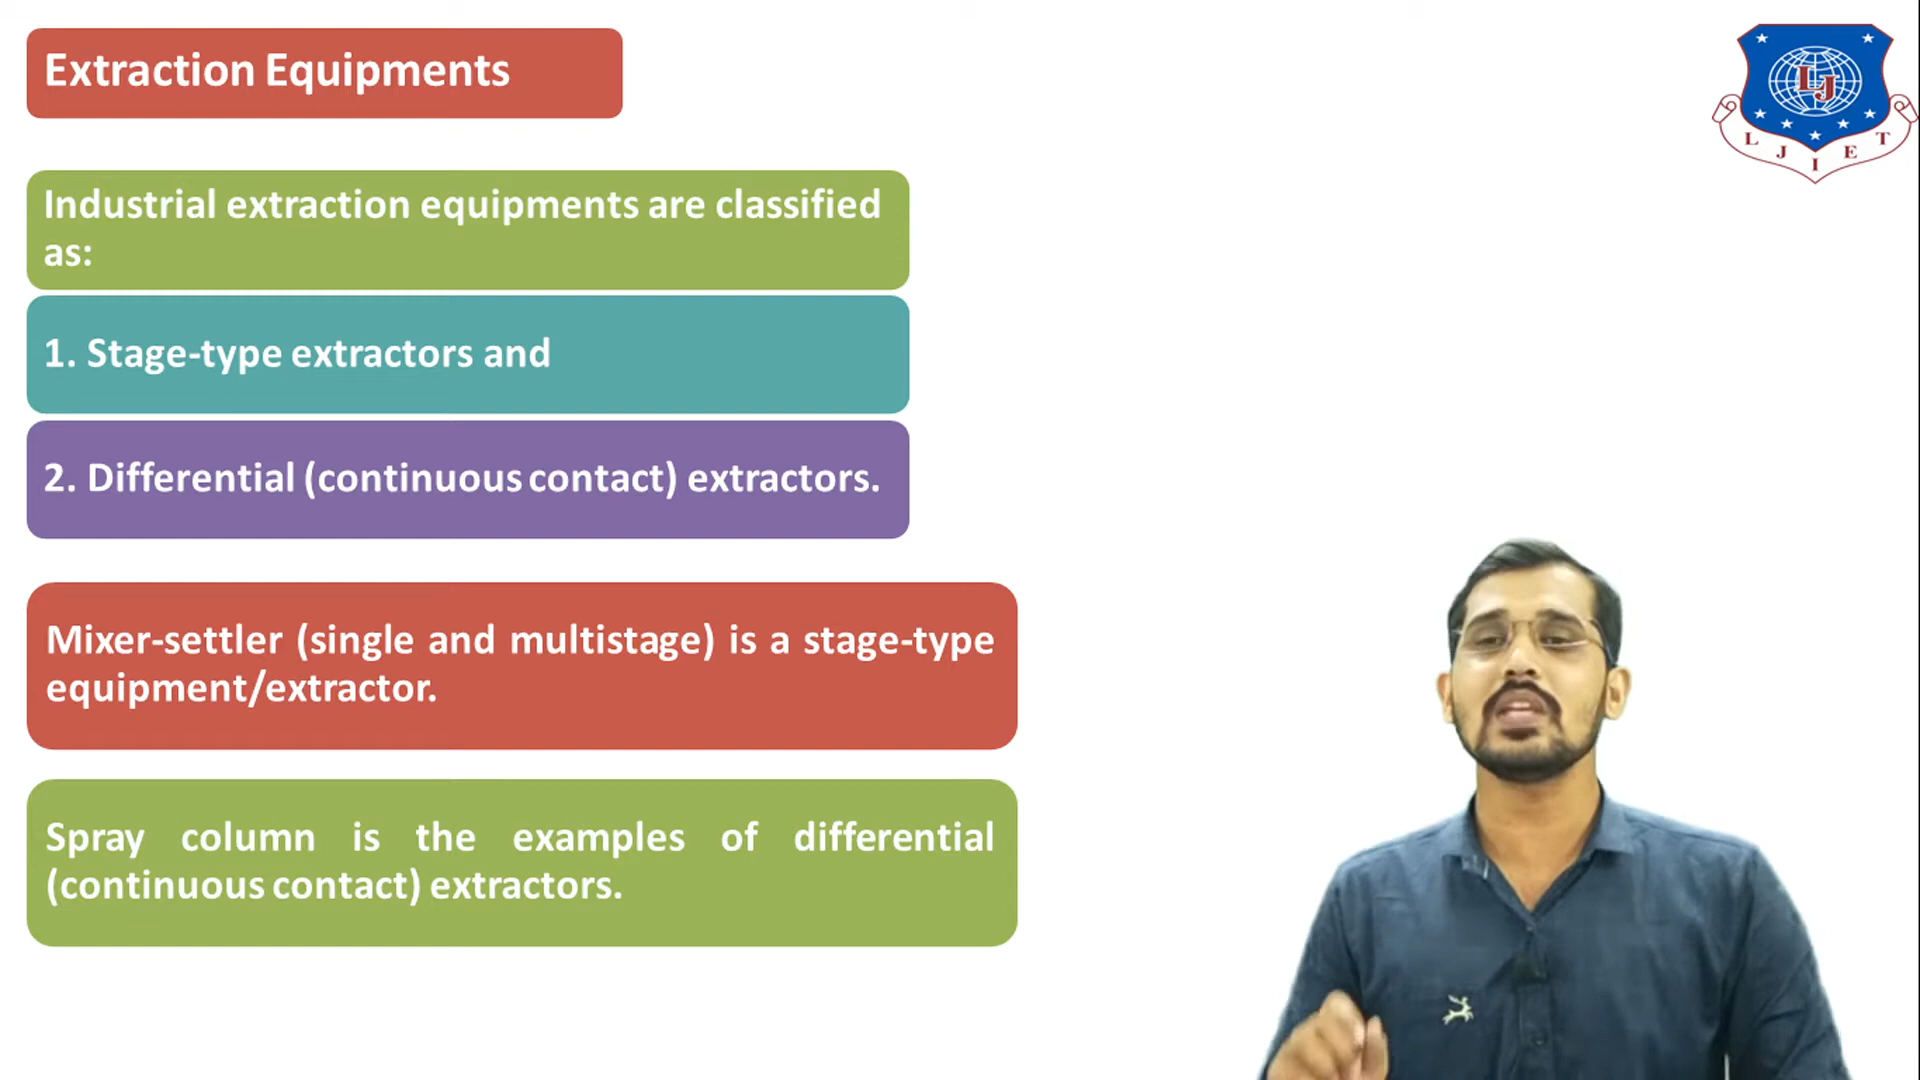 Extraction Equipments
Industrial extraction equipments are classified
as:
1. Stage-type extractors and
2. Differential (continuous contact) extractors.
Mixer-settler (single and multistage) is a stage-type
equipment/extractor.
Spray column is the examples of differential
(continuous contact) extractors.
LJ
L J I E T